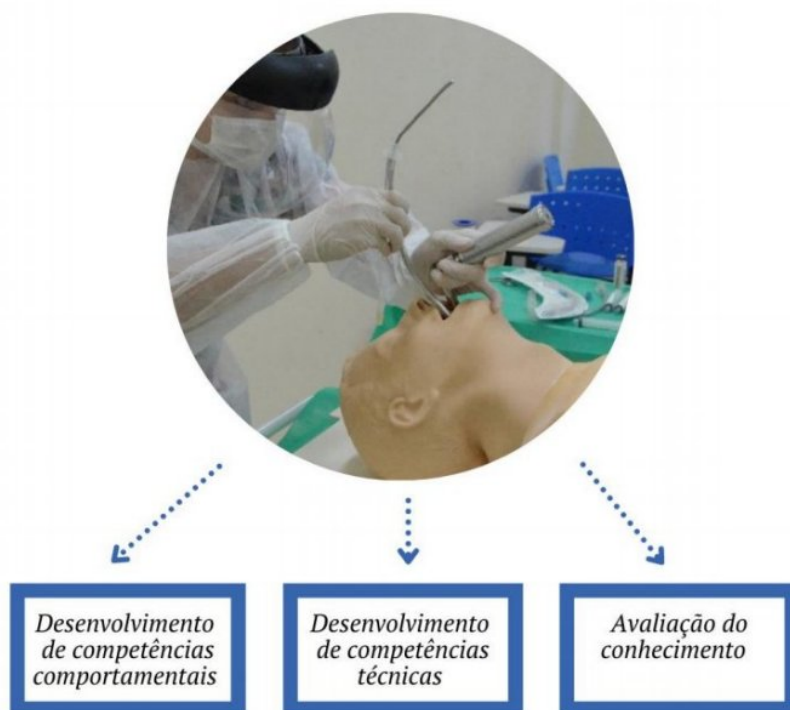 Desenvolvimento
de competências
comportamentais
Desenvolvimento
de competências
técnicas
Avaliação do
conhecimento